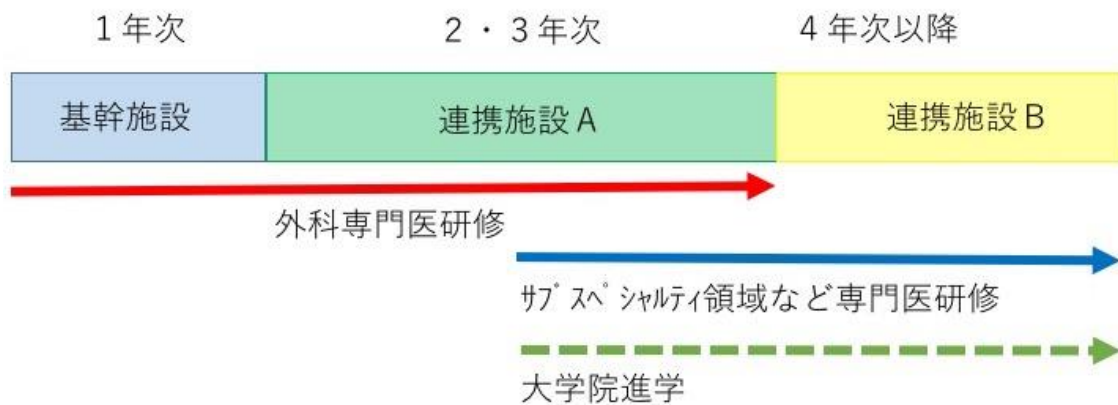 1年次 2・3年次 4年次以降
基幹施設 連携施設A 連携施設B
外科専門医研修
ｻﾌﾞｽﾍﾟｼｬﾙﾃｨ領域など専門医研修
大学院進学